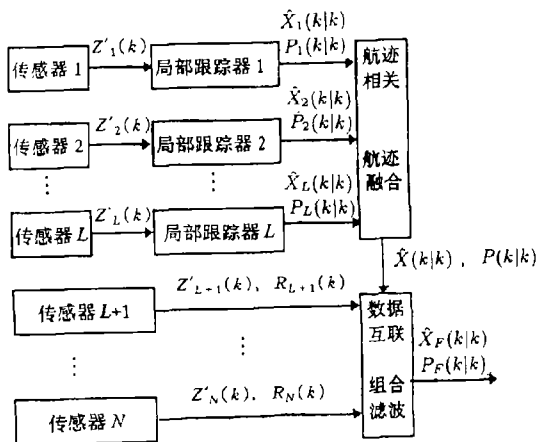 传感器 1
Z'₁(k)
局部跟踪器 1
X̂₁(k|k)
P₁(k|k)
航迹
相关
传感器 2
Z'₂(k)
局部跟踪器 2
X̂₂(k|k)
P₂(k|k)
⋮
⋮
航迹
融合
传感器 L
Z'_L(k)
局部跟踪器 L
X̂_L(k|k)
P_L(k|k)
X̂(k|k) , P(k|k)
传感器 L+1
Z'_{L+1}(k), R_{L+1}(k)
数据
互联
⋮
⋮
组合
滤波
X̂_F(k|k)
P_F(k|k)
传感器 N
Z'_N(k), R_N(k)